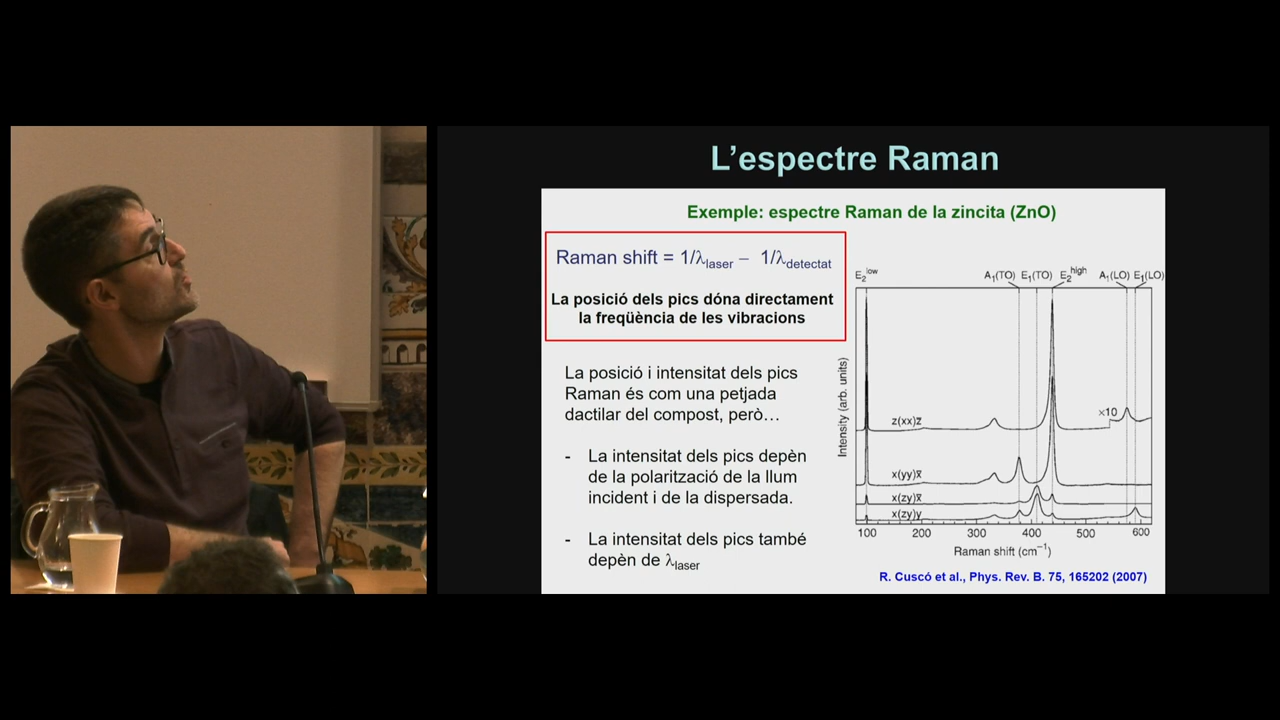 L’espectre Raman
Exemple: espectre Raman de la zincita (ZnO)
Raman shift = 1/λlaser – 1/λdetectat
La posició dels pics dóna directament
la freqüència de les vibracions
La posició i intensitat dels pics
Raman és com una petjada
dactilar del compost, però…
- La intensitat dels pics depèn
de la polarització de la llum
incident i de la dispersada.
- La intensitat dels pics també
depèn de λlaser
E2low A1(TO) E1(TO) E2high A1(LO) E1(LO)
Intensity (arb. units)
×10
z(xx)z̅
x(yy)x̅
x(zy)x̅
x(zy)y
100 200 300 400 500 600
Raman shift (cm−1)
R. Cuscó et al., Phys. Rev. B. 75, 165202 (2007)